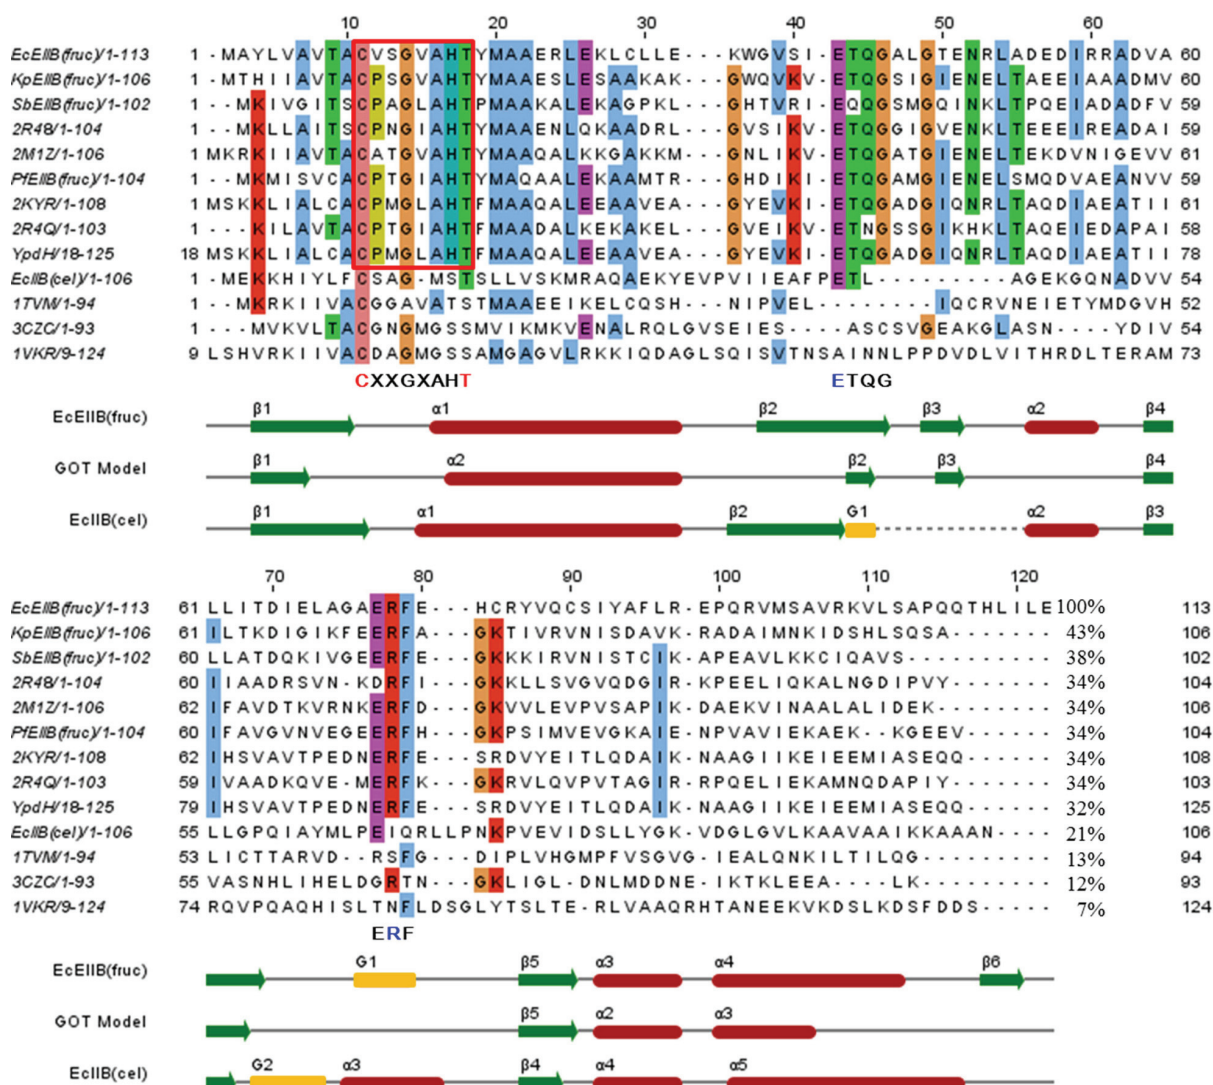 10 20 30 40 50 60
EcEIIB(fruc)/1-113 1 -MAYLVAVTACVSGVAHTYMAAERLEKLCLLE---KWGVSI-ETQGALGTENRLADEDIRRADVA 60
KpEIIB(fruc)/1-106 1 -MTHIIAVTACPSGVAHTYMAAESLESAAKAK---GWQVKV-ETQGSIGIENELTAEEIAAADMV 60
SbEIIB(fruc)/1-102 1 --MKIVGITSCPAGLAHTPMAAKALEKAGPKL---GHTVRI-EQQGSMGQINKLTPQEIADADFV 59
2R48/1-104 1 --MKLLAITSCPNGIAHTYMAAENLQKAADRL---GVSIKV-ETQGGIGVENKLTEEEIREADAI 59
2M1Z/1-106 1 MKRKIIAVTACATGVAHTYMAAQALKKGAKKM---GNLIKV-ETQGATGIENELTEKDVNIGEVV 61
PfEIIB(fruc)/1-104 1 --MKMISVCACPTGIAHTYMAQAALEKAAMTR---GHDIKI-ETQGAMGIENELSMQDVAEANVV 59
2KYR/1-108 1 MSKKLIALCACPMGLAHTFMAAQALEEAAVEA---GYEVKI-ETQGADGIQNRLTAQDIAEATII 61
2R4Q/1-103 1 --MKILAVTACPTGIAHTFMAADALKEKAKEL---GVEIKV-ETNGSSGIKHKLTAQEIEDAPAI 58
YpdH/18-125 18 MSKKLIALCACPMGLAHTFMAAQALEEAAVEA---GYEVKI-ETQGADGIQNRLTAQDIAEATII 78
EcIIB(cel)/1-106 1 -MEKKHIYLFCSAG-MSTSLLVSKMRAQAEKYEVPVIIEAFPETL----------AGEKGQNADVV 54
1TVM/1-94 1 --MKRKIIVACGGAVATSTMAAEEIKELCQSH---NIPVEL--------IQCRVNEIETYMDGVH 52
3CZC/1-93 1 ---MVKVLTACGNGMGSSMVIKMKVENALRQLGVSEIES----ASCSVGEAKGLASN---YDIV 54
1VKR/9-124 9 LSHVRKIIVACDAGMGSSAMGAGVLRKKIQDAGLSQISVTNSAINNLPPDVDLVITHRDLTERAM 73
CXXGXAHT ETQG
EcEIIB(fruc) β1 α1 β2 β3 α2 β4
GOT Model β1 α2 β2 β3 β4
EcIIB(cel) β1 α1 β2 G1 α2 β3
70 80 90 100 110 120
EcEIIB(fruc)/1-113 61 LLITDIELAGAERFE---HCRYVQCSIYAFLR-EPQRVMSAVRKVLSAPQQTHLILE 100% 113
KpEIIB(fruc)/1-106 61 ILTKDIGIKFEERFA---GKTIVRVNISDAVK-RADAIMNKIDSHLSQSA------- 43% 106
SbEIIB(fruc)/1-102 60 LLATDQKIVGEERFE---GKKKIRVNISTCIK-APEAVLKKCIQAVS---------- 38% 102
2R48/1-104 60 IIAADRSVN-KDRFI---GKKLLSVGVQDGIR-KPEELIQKALNGDIPVY------- 34% 104
2M1Z/1-106 62 IFAVDTKVRNKERFD---GKVVLEVPVSAPIK-DAEKVINAALALIDEK-------- 34% 106
PfEIIB(fruc)/1-104 60 IFAVGVNVEGEERFH---GKPSIMVEVGKAIE-NPVAVIEKAEK--KGEEV------ 34% 104
2KYR/1-108 62 IHSVAVTPEDNERFE---SRDVYEITLQDAIK-NAAGIIKEIEEMIASEQQ------ 34% 108
2R4Q/1-103 59 IVAADKQVE-MERFK---GKRVLQVPVTAGIR-RPQELIEKAMNQDAPIY------- 34% 103
YpdH/18-125 79 IHSVAVTPEDNERFE---SRDVYEITLQDAIK-NAAGIIKEIEEMIASEQQ------ 32% 125
EcIIB(cel)/1-106 55 LLGPQIAYMLPEIQRLLPNKPVEVIDSLLYGK-VDGLGVLKAAVAAIKKAAAN---- 21% 106
1TVM/1-94 53 LICTTARVD--RSFG---DIPLVHGMPFVSGVG-IEALQNKILTILQG--------- 13% 94
3CZC/1-93 55 VASNHLIHELDGRTN---GKLIGL-DNLMDDNE-IKTKLEEA---LK--------- 12% 93
1VKR/9-124 74 RQVPQAQHISLTNFLDSGLYTSLTE-RLVAAQRHTANEEKVKDSLKDSFDDS----- 7% 124
ERF
EcEIIB(fruc) G1 β5 α3 α4 β6
GOT Model β5 α2 α3
EcIIB(cel) G2 α3 β4 α4 α5